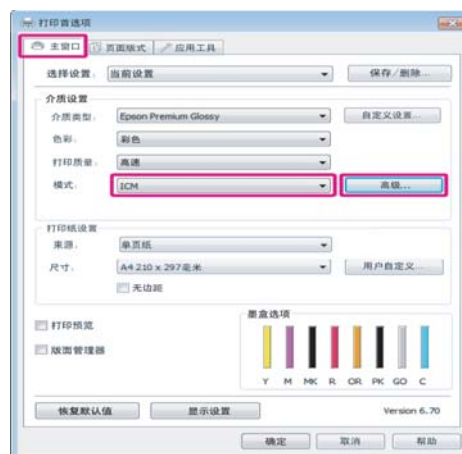 打印首选项
主窗口 页面版式 应用工具
选择设置: 当前设置 保存/删除...
介质设置
介质类型: Epson Premium Glossy 自定义设置...
色彩: 彩色
打印质量: 高速
模式: ICM 高级...
打印纸设置
来源: 单页纸
尺寸: A4 210 x 297毫米 用户自定义...
无边距
打印预览
版面管理器
墨盒选项
Y M MK R OR PK GO C
恢复默认值 显示设置 Version 6.70
确定 取消 帮助